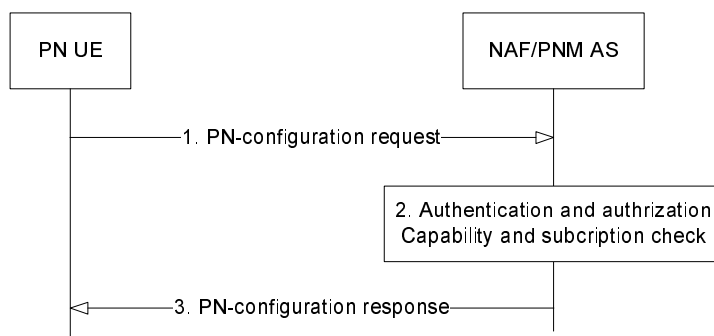 PN UE
NAF/PNM AS
1. PN-configuration request
2. Authentication and authrization
Capability and subcription check
3. PN-configuration response